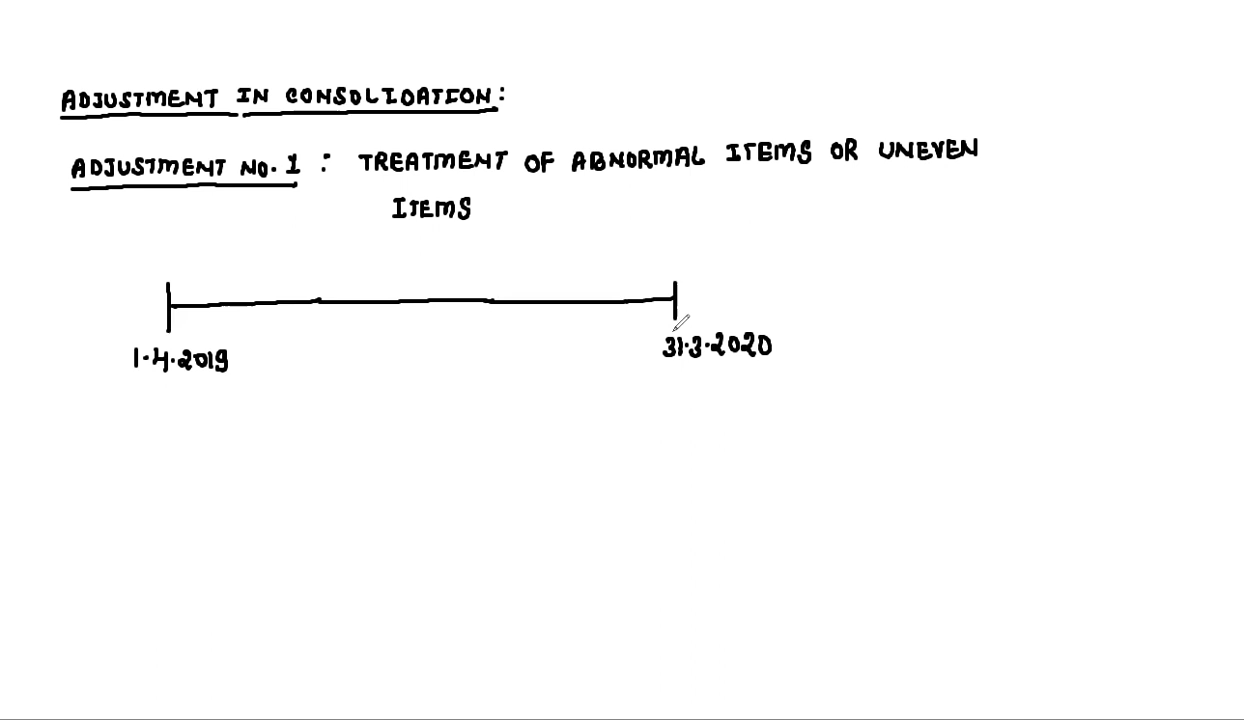 ADJUSTMENT IN CONSOLIDATION:
ADJUSTMENT NO. 1 : TREATMENT OF ABNORMAL ITEMS OR UNEVEN
ITEMS
1.4.2019
31.3.2020